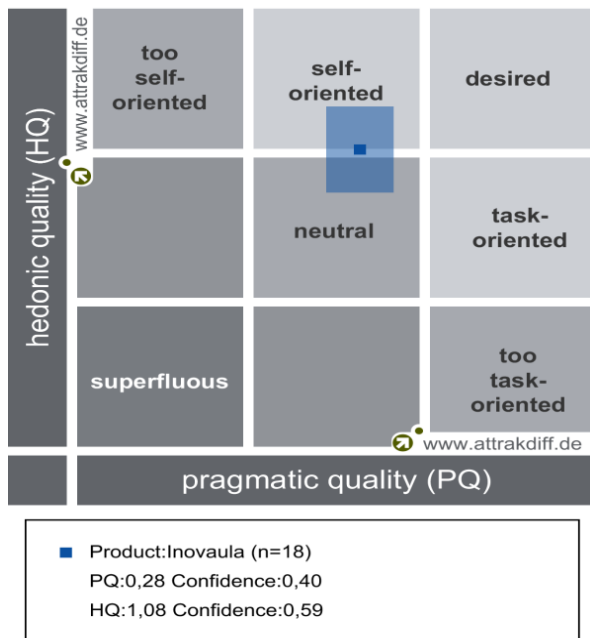 too
self-
oriented
self-
oriented
desired
www.attrakdiff.de
hedonic quality (HQ)
neutral
task-
oriented
superfluous
too
task-
oriented
www.attrakdiff.de
pragmatic quality (PQ)
Product:Inovaula (n=18)
PQ:0,28 Confidence:0,40
HQ:1,08 Confidence:0,59